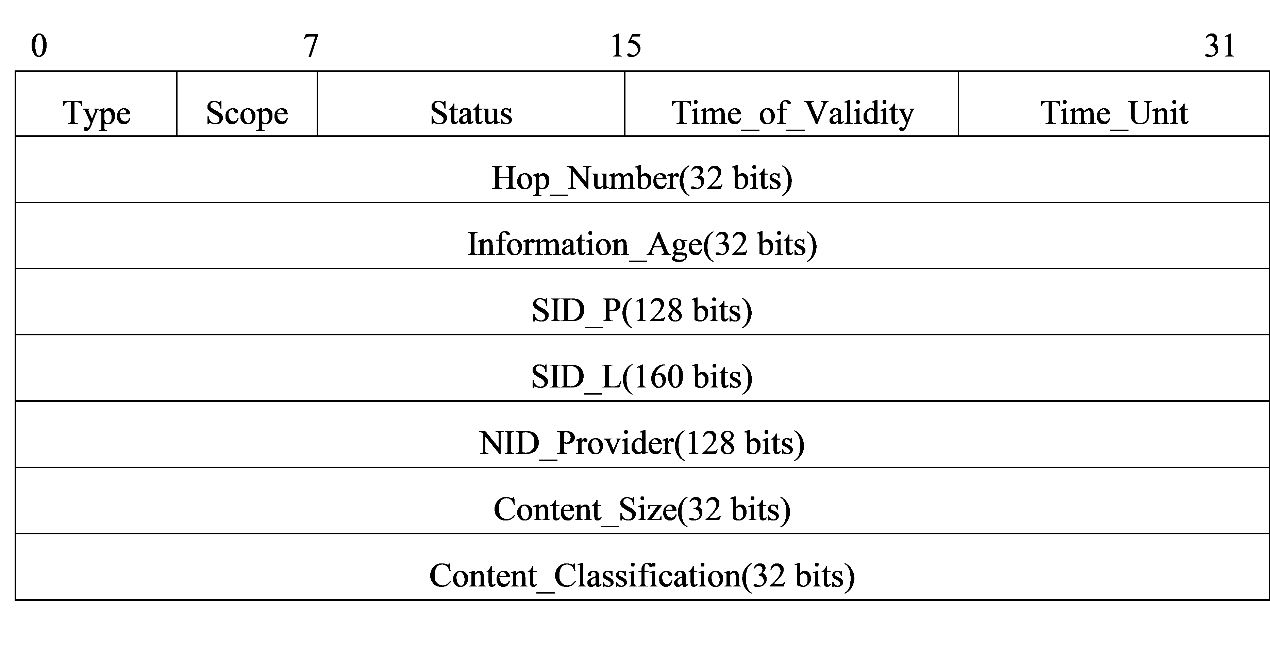 0 7 15 31
Type Scope Status Time_of_Validity Time_Unit
Hop_Number(32 bits)
Information_Age(32 bits)
SID_P(128 bits)
SID_L(160 bits)
NID_Provider(128 bits)
Content_Size(32 bits)
Content_Classification(32 bits)